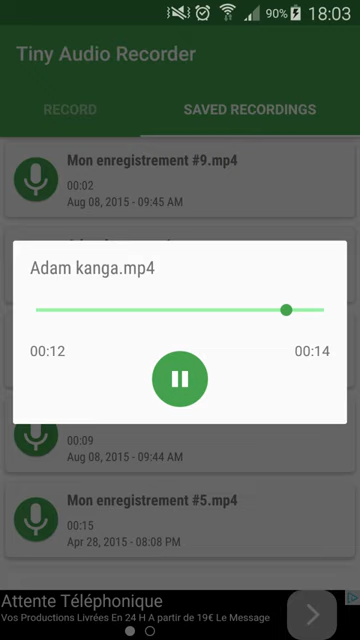 90% 18:03
Tiny Audio Recorder
RECORD SAVED RECORDINGS
Mon enregistrement #9.mp4
00:02
Aug 08, 2015 - 09:45 AM
Adam kanga.mp4
00:12 00:14
00:09
Aug 08, 2015 - 09:44 AM
Mon enregistrement #5.mp4
00:15
Apr 28, 2015 - 08:08 PM
Attente Téléphonique
Vos Productions Livrées En 24 H A partir de 19€ Le Message